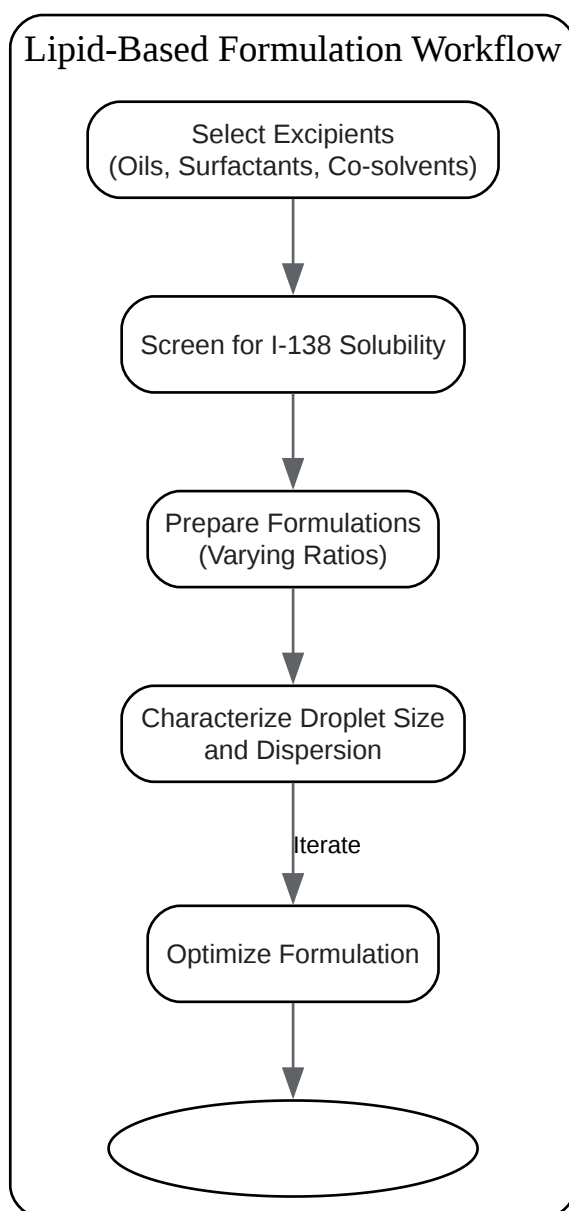 Lipid-Based Formulation Workflow
Select Excipients
(Oils, Surfactants, Co-solvents)
Screen for I-138 Solubility
Prepare Formulations
(Varying Ratios)
Characterize Droplet Size
and Dispersion
Iterate
Optimize Formulation